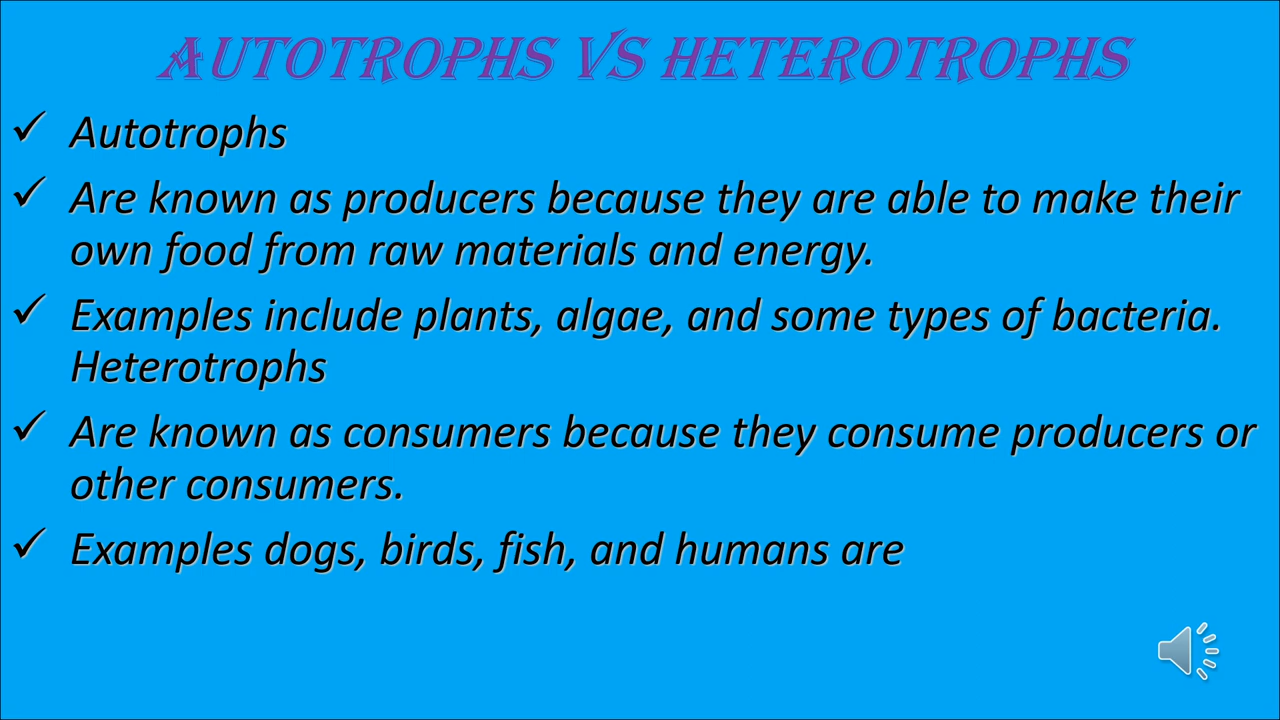 AUTOTROPHS VS HETEROTROPHS
✓ Autotrophs
✓ Are known as producers because they are able to make their
own food from raw materials and energy.
✓ Examples include plants, algae, and some types of bacteria.
Heterotrophs
✓ Are known as consumers because they consume producers or
other consumers.
✓ Examples dogs, birds, fish, and humans are